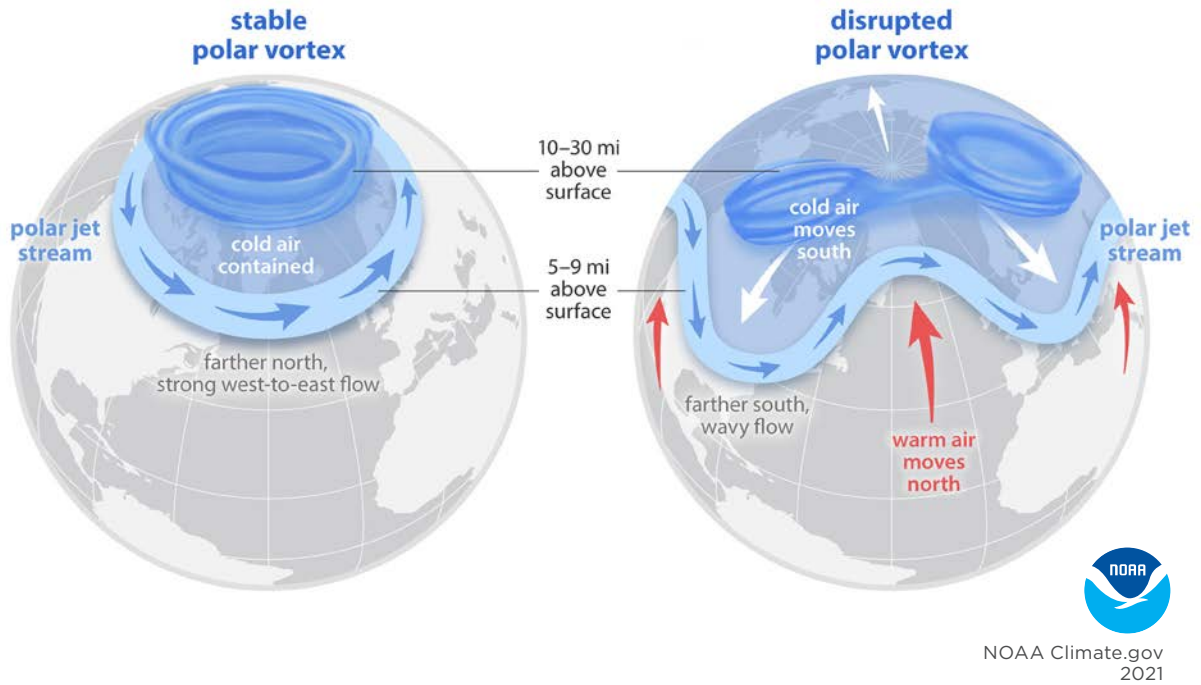 stable
polar vortex
disrupted
polar vortex
10–30 mi
above
surface
polar jet
stream
cold air
contained
5–9 mi
above
surface
farther north,
strong west-to-east flow
cold air
moves
south
polar jet
stream
farther south,
wavy flow
warm air
moves
north
NOAA
NOAA Climate.gov
2021